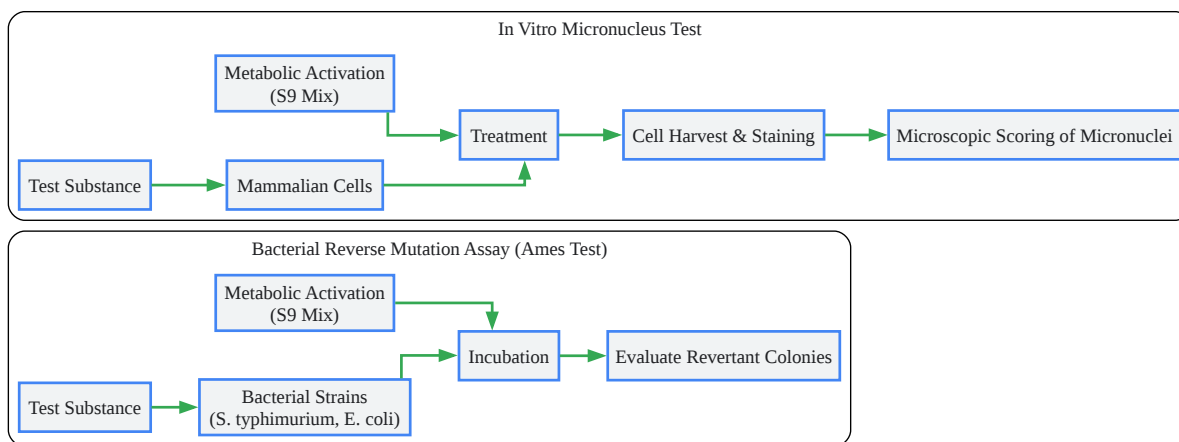 In Vitro Micronucleus Test
Metabolic Activation
(S9 Mix)
Treatment
Cell Harvest & Staining
Microscopic Scoring of Micronuclei
Test Substance
Mammalian Cells
Bacterial Reverse Mutation Assay (Ames Test)
Metabolic Activation
(S9 Mix)
Incubation
Evaluate Revertant Colonies
Test Substance
Bacterial Strains
(S. typhimurium, E. coli)